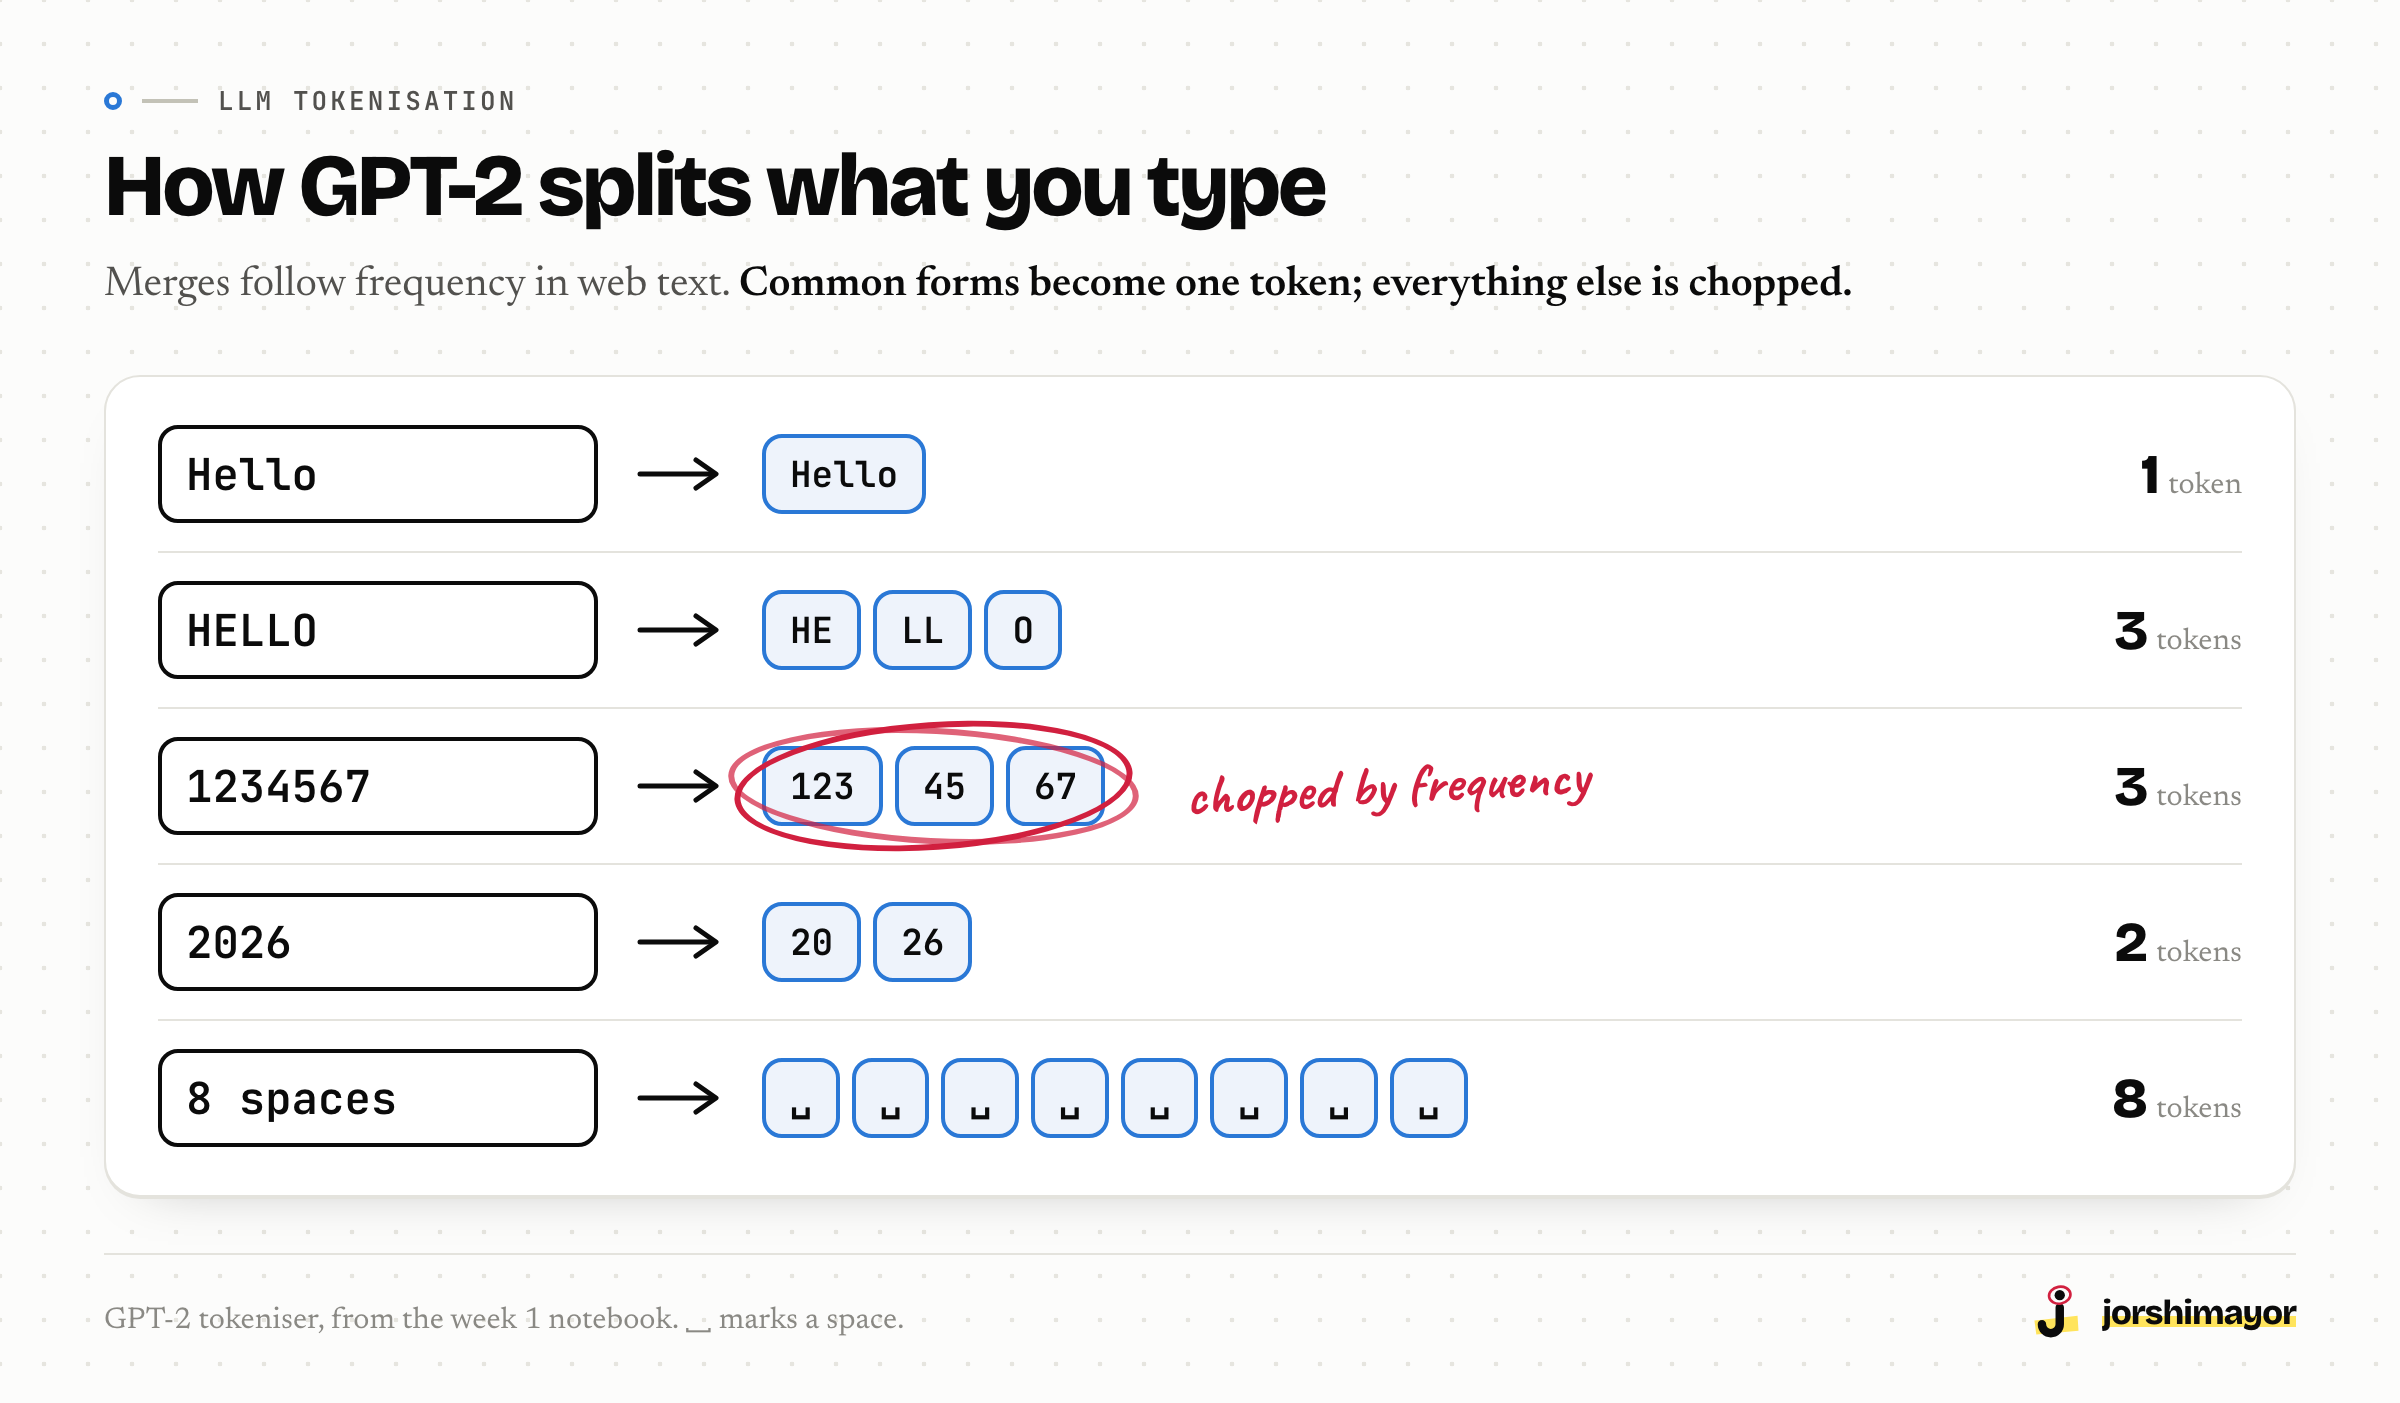 LLM TOKENISATION
How GPT-2 splits what you type
Merges follow frequency in web text. Common forms become one token; everything else is chopped.
Hello → Hello 1 token
HELLO → HE LL O 3 tokens
1234567 → 123 45 67 chopped by frequency 3 tokens
2026 → 20 26 2 tokens
8 spaces → ␣ ␣ ␣ ␣ ␣ ␣ ␣ ␣ 8 tokens
GPT-2 tokeniser, from the week 1 notebook. ␣ marks a space.
jorshimayor